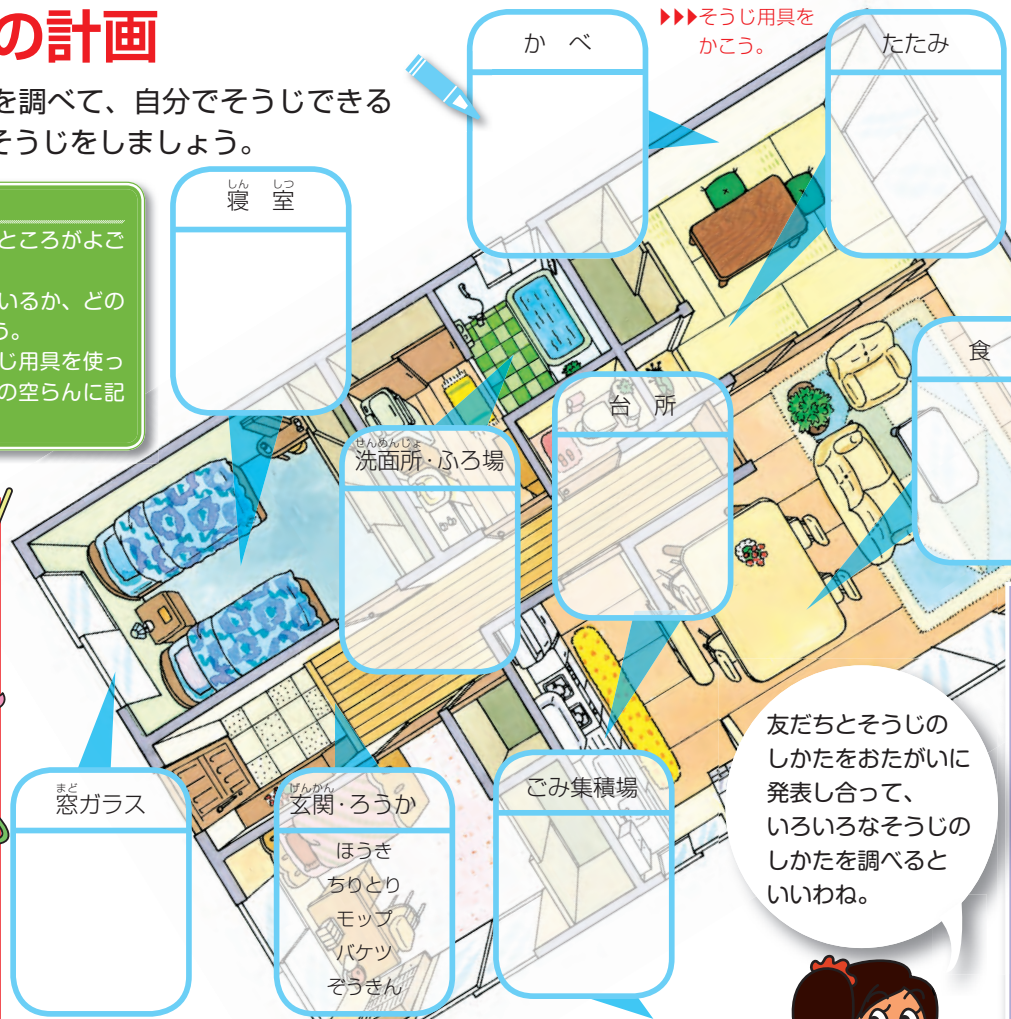 の計画
を調べて、自分でそうじできる
そうじをしましょう。
ところがよご
いるか、どの
う。
じ用具を使っ
の空らんに記
▶▶▶そうじ用具を
かこう。
かべ
たたみ
しんしつ
寝室
食
台所
せんめんじょ
洗面所・ふろ場
まど
窓ガラス
げんかん
玄関・ろうか
ほうき
ちりとり
モップ
バケツ
ぞうきん
ごみ集積場
友だちとそうじの
しかたをおたがいに
発表し合って、
いろいろなそうじの
しかたを調べると
いいわね。